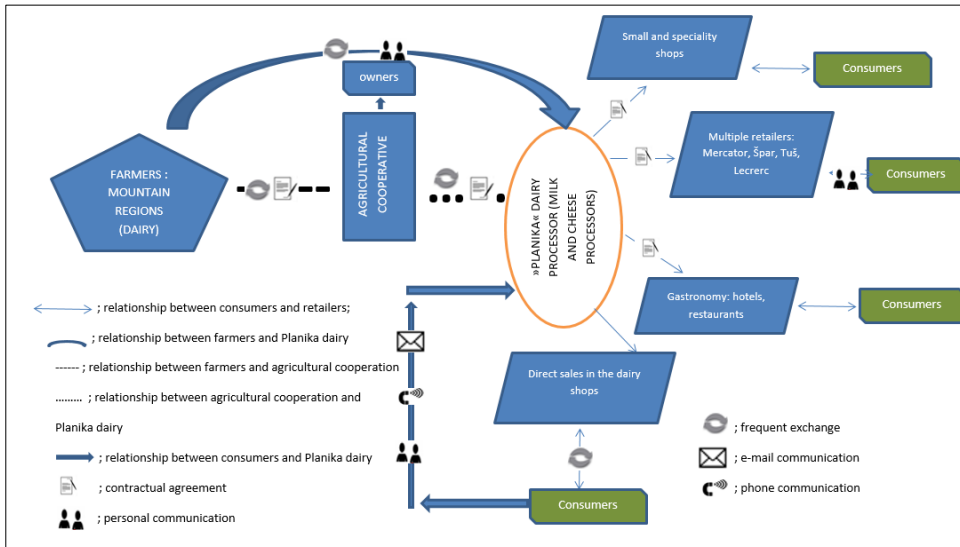 Small and speciality
shops
Consumers
owners
Multiple retailers:
Mercator, Špar, Tuš,
Lecrerc
Consumers
FARMERS :
MOUNTAIN
REGIONS
(DAIRY)
AGRICULTURAL
COOPERATIVE
»PLANIKA« DAIRY
PROCESSOR (MILK
AND CHEESE
PROCESSORS)
Gastronomy: hotels,
restaurants
Consumers
Direct sales in the dairy
shops
Consumers
; relationship between consumers and retailers;
; relationship between farmers and Planika dairy
------ ; relationship between farmers and agricultural cooperation
......... ; relationship between agricultural cooperation and
Planika dairy
; relationship between consumers and Planika dairy
; contractual agreement
; personal communication
; frequent exchange
; e-mail communication
; phone communication